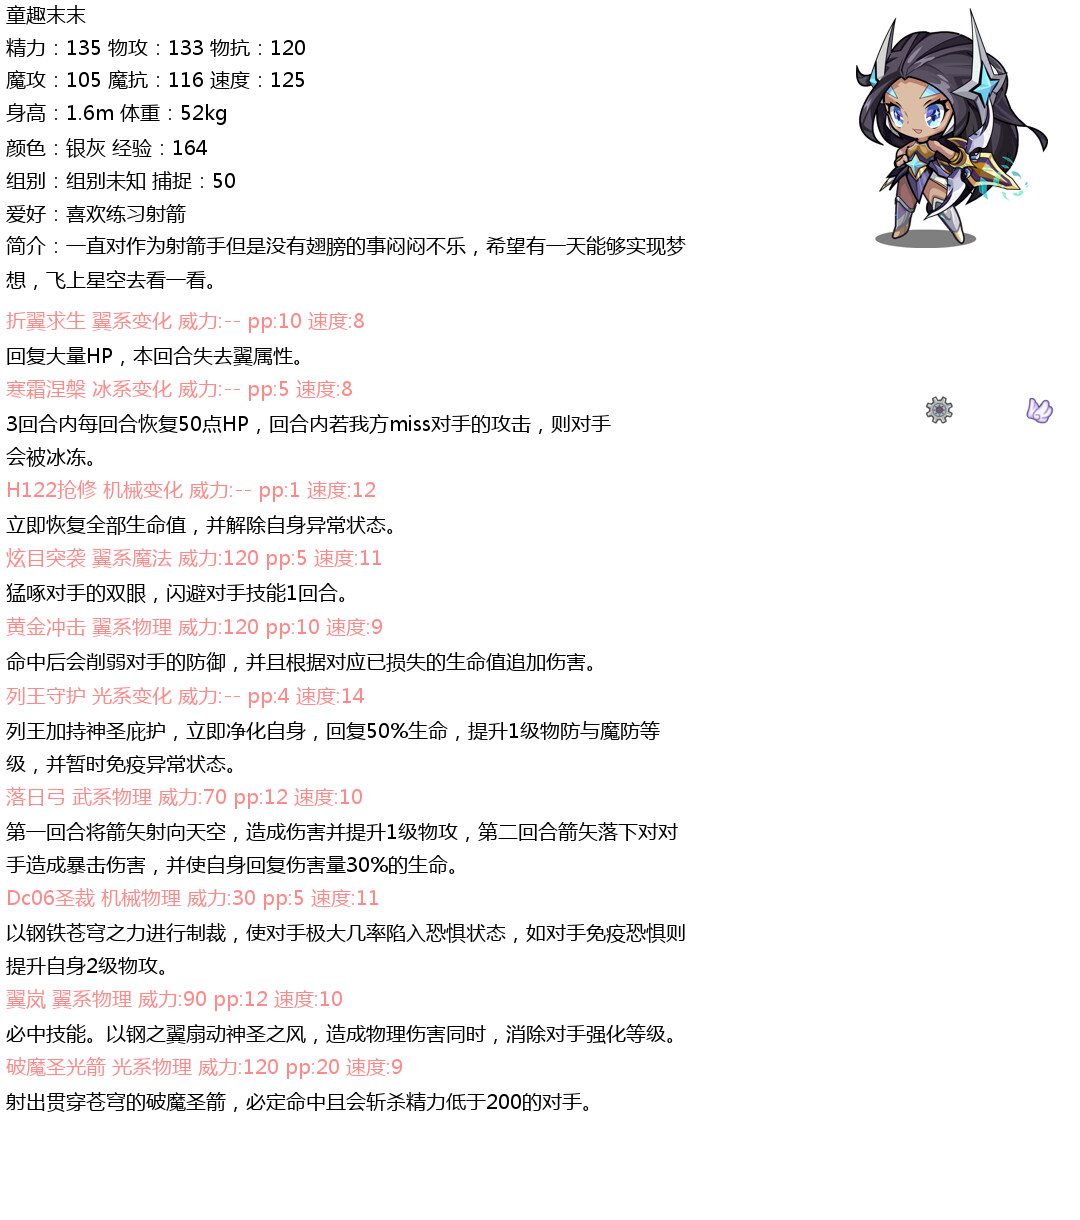 童趣末末
精力：135 物攻：133 物抗：120
魔攻：105 魔抗：116 速度：125
身高：1.6m 体重：52kg
颜色：银灰 经验：164
组别：组别未知 捕捉：50
爱好：喜欢练习射箭
简介：一直对作为射箭手但是没有翅膀的事闷闷不乐，希望有一天能够实现梦
想，飞上星空去看一看。
折翼求生 翼系变化 威力:-- pp:10 速度:8
回复大量HP，本回合失去翼属性。
寒霜涅槃 冰系变化 威力:-- pp:5 速度:8
3回合内每回合恢复50点HP，回合内若我方miss对手的攻击，则对手
会被冰冻。
H122抢修 机械变化 威力:-- pp:1 速度:12
立即恢复全部生命值，并解除自身异常状态。
炫目突袭 翼系魔法 威力:120 pp:5 速度:11
猛啄对手的双眼，闪避对手技能1回合。
黄金冲击 翼系物理 威力:120 pp:10 速度:9
命中后会削弱对手的防御，并且根据对应已损失的生命值追加伤害。
列王守护 光系变化 威力:-- pp:4 速度:14
列王加持神圣庇护，立即净化自身，回复50%生命，提升1级物防与魔防等
级，并暂时免疫异常状态。
落日弓 武系物理 威力:70 pp:12 速度:10
第一回合将箭矢射向天空，造成伤害并提升1级物攻，第二回合箭矢落下对对
手造成暴击伤害，并使自身回复伤害量30%的生命。
Dc06圣裁 机械物理 威力:30 pp:5 速度:11
以钢铁苍穹之力进行制裁，使对手极大几率陷入恐惧状态，如对手免疫恐惧则
提升自身2级物攻。
翼岚 翼系物理 威力:90 pp:12 速度:10
必中技能。以钢之翼扇动神圣之风，造成物理伤害同时，消除对手强化等级。
破魔圣光箭 光系物理 威力:120 pp:20 速度:9
射出贯穿苍穹的破魔圣箭，必定命中且会斩杀精力低于200的对手。